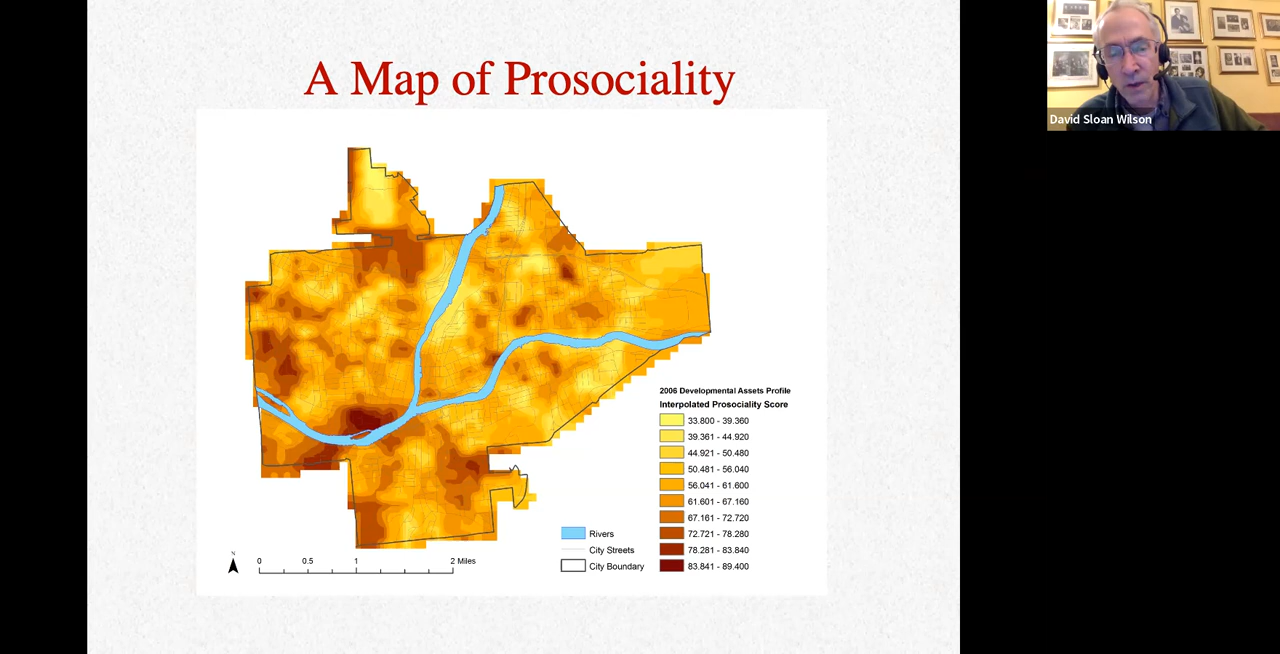 A Map of Prosociality
David Sloan Wilson
2006 Developmental Assets Profile
Interpolated Prosociality Score
33.800 - 39.360
39.361 - 44.920
44.921 - 50.480
50.481 - 56.040
56.041 - 61.600
61.601 - 67.160
67.161 - 72.720
72.721 - 78.280
78.281 - 83.840
83.841 - 89.400
Rivers
City Streets
City Boundary
N
0 0.5 1 2 Miles